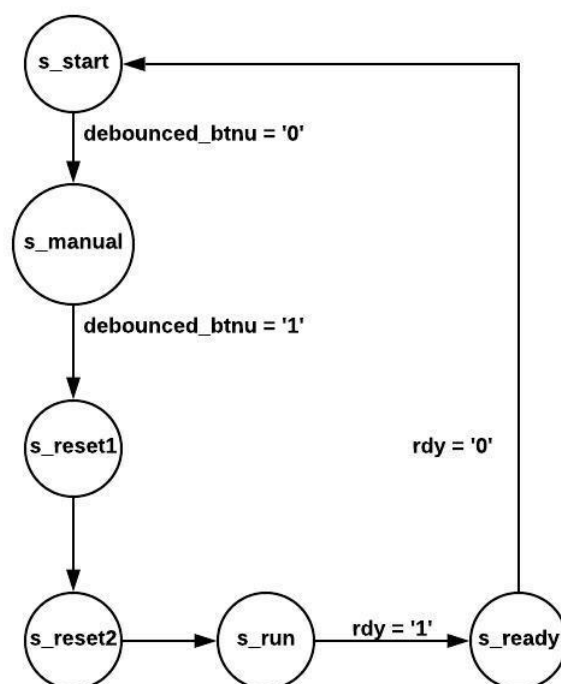 s_start
debounced_btnu = '0'
s_manual
debounced_btnu = '1'
s_reset1
rdy = '0'
s_reset2
s_run
rdy = '1'
s_ready